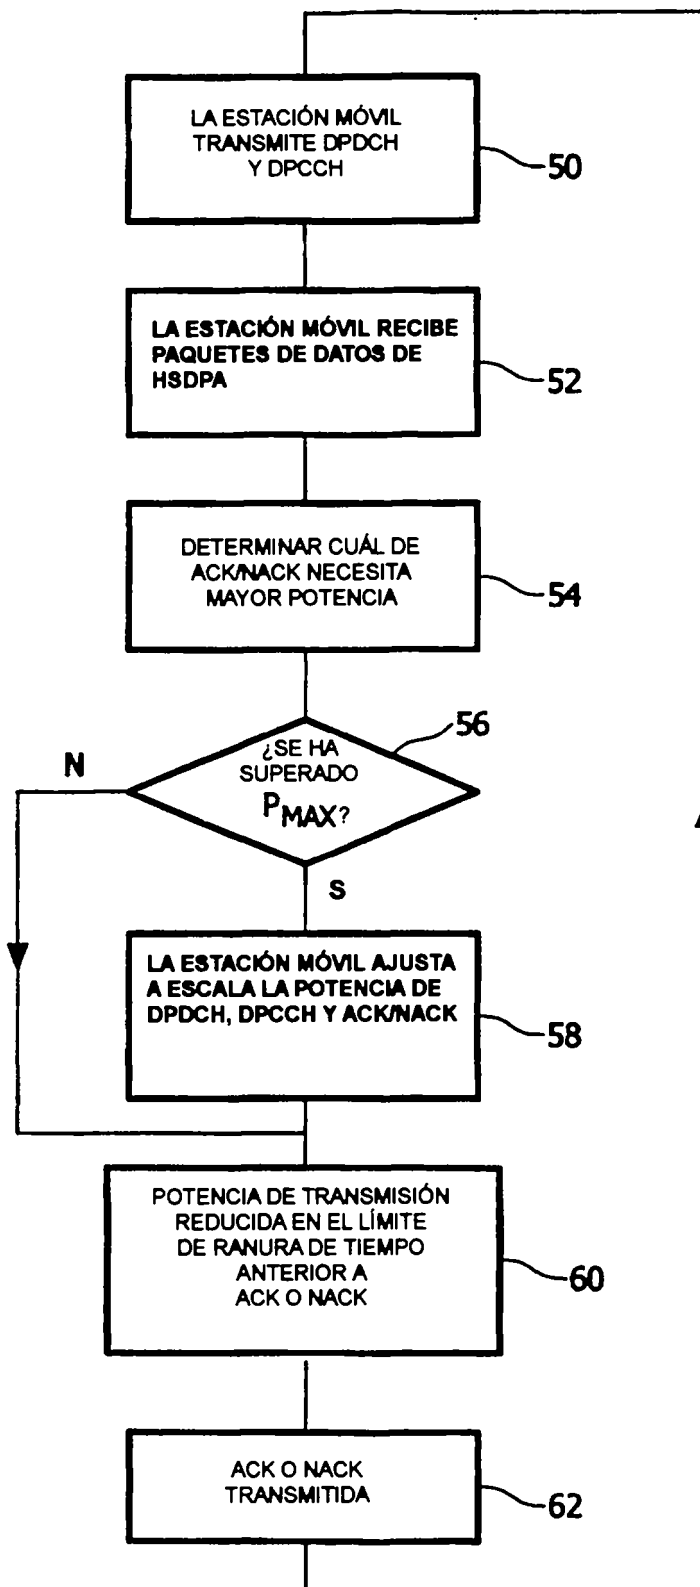 LA ESTACIÓN MÓVIL
TRANSMITE DPDCH
Y DPCCH
50
LA ESTACIÓN MÓVIL RECIBE
PAQUETES DE DATOS DE
HSDPA
52
DETERMINAR CUÁL DE
ACK/NACK NECESITA
MAYOR POTENCIA
54
56
N
¿SE HA
SUPERADO
PMAX?
S
LA ESTACIÓN MÓVIL AJUSTA
A ESCALA LA POTENCIA DE
DPDCH, DPCCH Y ACK/NACK
58
POTENCIA DE TRANSMISIÓN
REDUCIDA EN EL LÍMITE
DE RANURA DE TIEMPO
ANTERIOR A
ACK O NACK
60
ACK O NACK
TRANSMITIDA
62